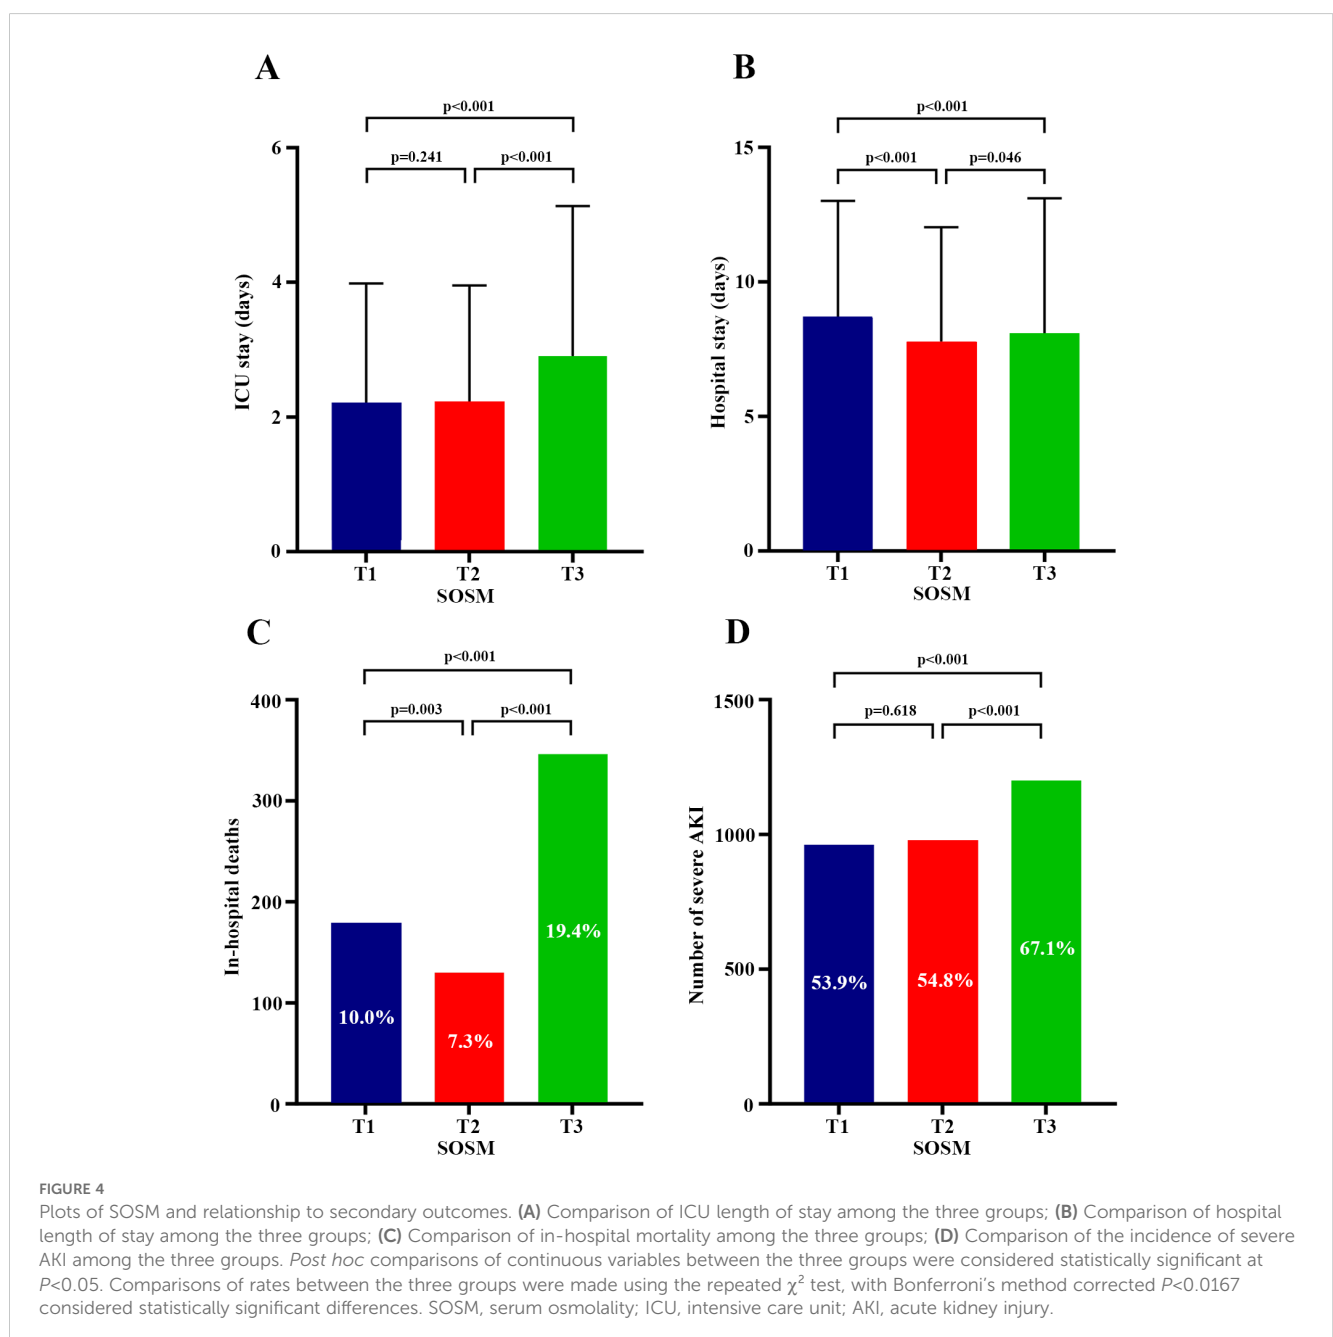 A
p<0.001
p=0.241
p<0.001
6
4
2
0
ICU stay (days)
T1
T2
T3
SOSM
B
p<0.001
p<0.001
p=0.046
15
10
5
0
Hospital stay (days)
T1
T2
T3
SOSM
C
p<0.001
p=0.003
p<0.001
400
300
200
100
0
In-hospital deaths
10.0%
7.3%
19.4%
T1
T2
T3
SOSM
D
p<0.001
p=0.618
p<0.001
1500
1000
500
0
Number of severe AKI
53.9%
54.8%
67.1%
T1
T2
T3
SOSM
FIGURE 4
Plots of SOSM and relationship to secondary outcomes. (A) Comparison of ICU length of stay among the three groups; (B) Comparison of hospital
length of stay among the three groups; (C) Comparison of in-hospital mortality among the three groups; (D) Comparison of the incidence of severe
AKI among the three groups. Post hoc comparisons of continuous variables between the three groups were considered statistically significant at
P<0.05. Comparisons of rates between the three groups were made using the repeated χ² test, with Bonferroni’s method corrected P<0.0167
considered statistically significant differences. SOSM, serum osmolality; ICU, intensive care unit; AKI, acute kidney injury.